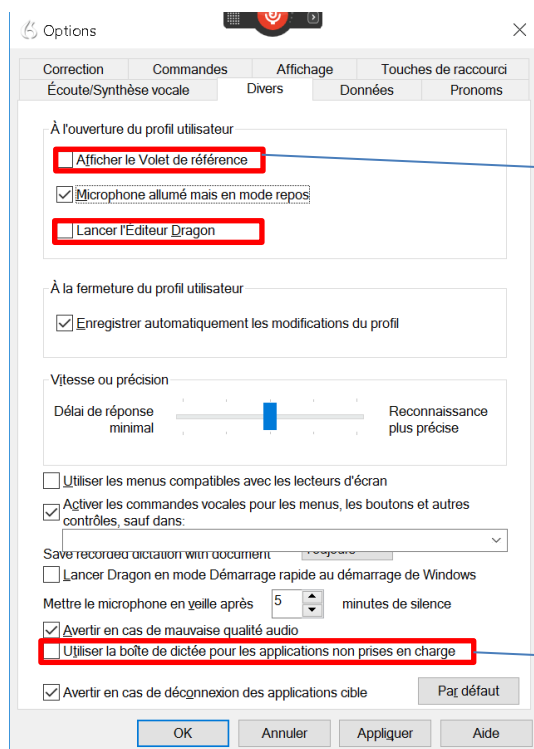 Options
Correction Commandes Affichage Touches de raccourci
Écoute/Synthèse vocale Divers Données Pronoms
À l'ouverture du profil utilisateur
Afficher le Volet de référence
Microphone allumé mais en mode repos
Lancer l'Éditeur Dragon
À la fermeture du profil utilisateur
Enregistrer automatiquement les modifications du profil
Vitesse ou précision
Délai de réponse Reconnaissance
minimal plus précise
Utiliser les menus compatibles avec les lecteurs d'écran
Activer les commandes vocales pour les menus, les boutons et autres
contrôles, sauf dans:
Save recorded dictation with document Toujours
Lancer Dragon en mode Démarrage rapide au démarrage de Windows
Mettre le microphone en veille après 5 minutes de silence
Avertir en cas de mauvaise qualité audio
Utiliser la boîte de dictée pour les applications non prises en charge
Avertir en cas de déconnexion des applications cible Par défaut
OK Annuler Appliquer Aide